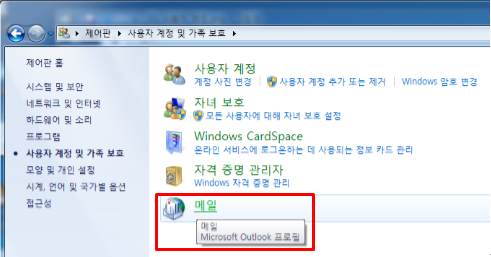 제어판 ▸ 사용자 계정 및 가족 보호 ▸
제어판 홈
시스템 및 보안
네트워크 및 인터넷
하드웨어 및 소리
프로그램
사용자 계정 및 가족 보호
모양 및 개인 설정
시계, 언어 및 국가별 옵션
접근성
사용자 계정
계정 사진 변경 | 사용자 계정 추가 또는 제거 | Windows 암호 변경
자녀 보호
모든 사용자에 대해 자녀 보호 설정
Windows CardSpace
온라인 서비스에 로그온하는 데 사용되는 정보 카드 관리
자격 증명 관리자
Windows 자격 증명 관리
메일
메일
Microsoft Outlook 프로필